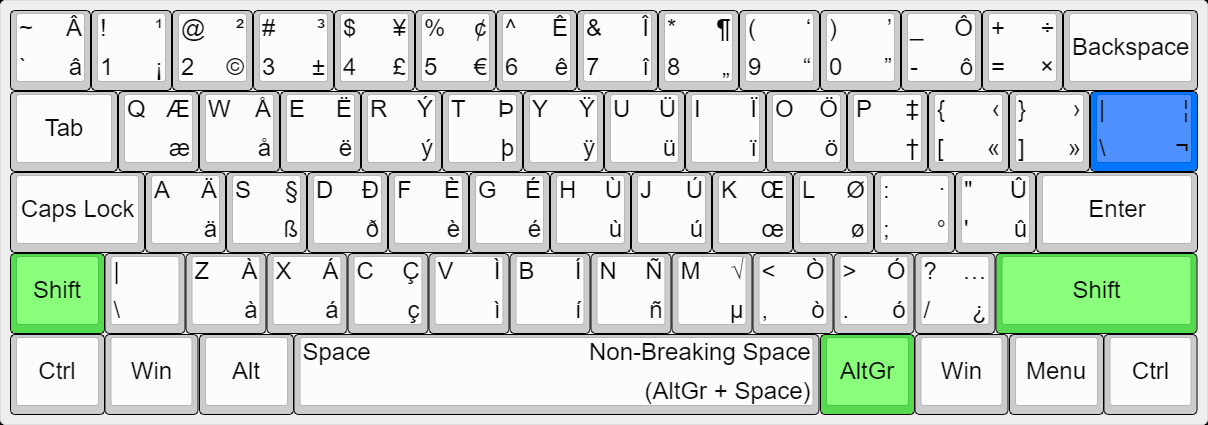 ~ Â ! ¹ @ ² # ³ $ ¥ % ¢ ^ Ê & Î * ¶ ( ‘ ) ’ _ Ô + ÷ Backspace
` â 1 ¡ 2 © 3 ± 4 £ 5 € 6 ê 7 î 8 „ 9 “ 0 ” - ô = ×
Tab Q Æ W Å E Ë R Ý T Þ Y Ÿ U Ü I Ï O Ö P ‡ { ‹ } › | ¦
æ å ë ý þ ÿ ü ï ö † [ « ] » \ ¬
Caps Lock A Ä S § D Ð F È G É H Ù J Ú K Œ L Ø : · " Û Enter
ä ß ð è é ù ú œ ø ; ° ' û
Shift | Z À X Á C Ç V Ì B Í N Ñ M √ < Ò > Ó ? … Shift
\ à á ç ì í ñ µ , ò . ó / ¿
Ctrl Win Alt Space Non-Breaking Space AltGr Win Menu Ctrl
(AltGr + Space)